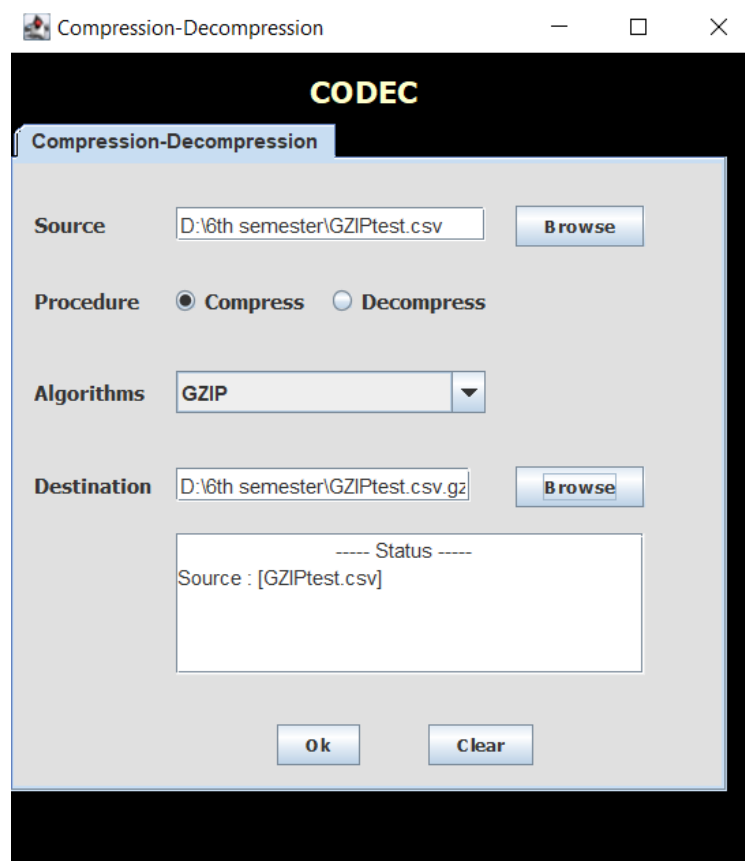 Compression-Decompression
CODEC
Compression-Decompression
Source D:\6th semester\GZIPtest.csv Browse
Procedure Compress Decompress
Algorithms GZIP
Destination D:\6th semester\GZIPtest.csv.gz Browse
----- Status -----
Source : [GZIPtest.csv]
Ok Clear